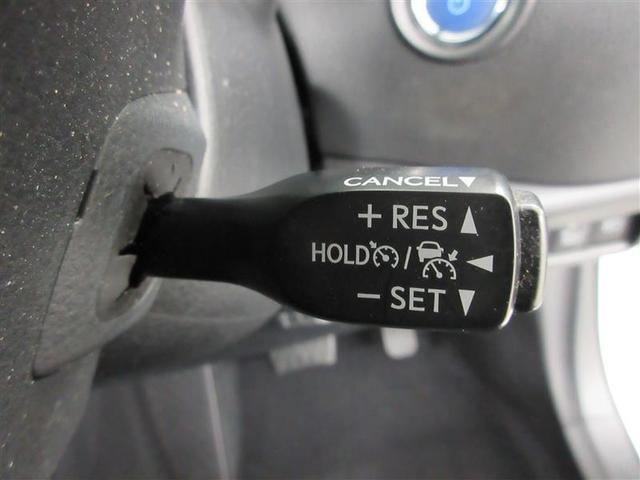 CANCEL▼
+ RES ▲
HOLD / ◀
− SET ▼